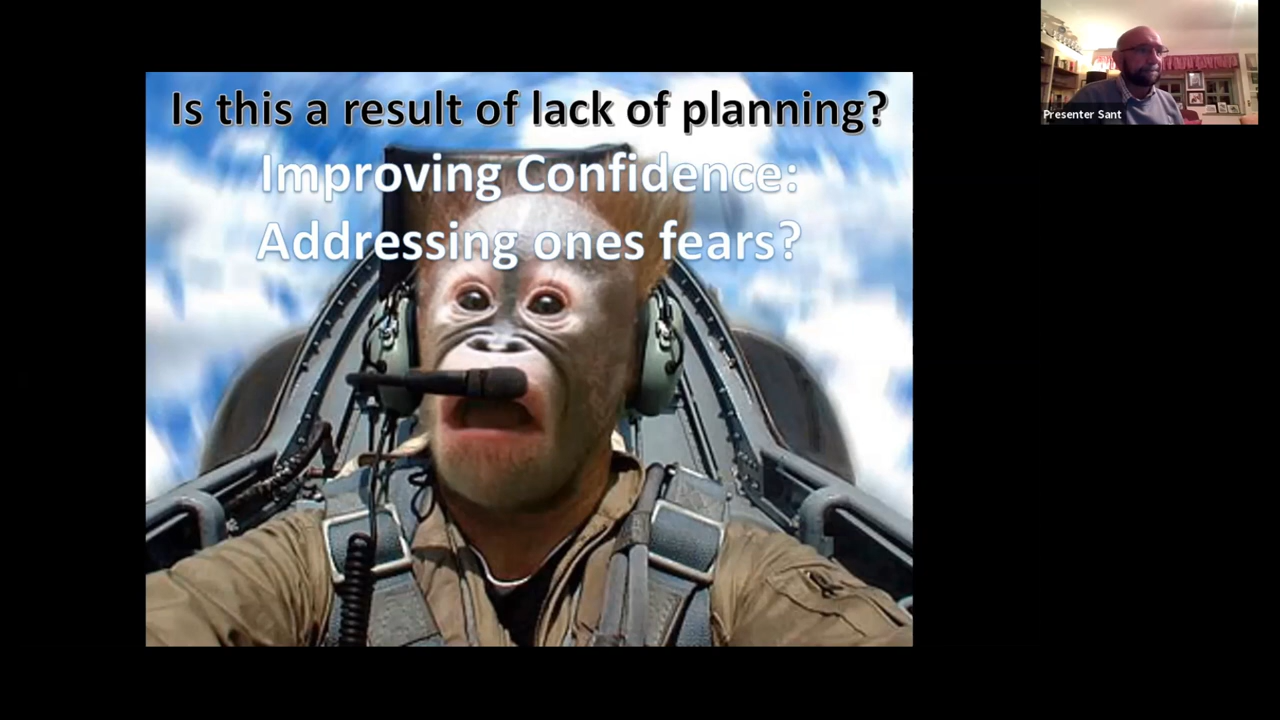 Is this a result of lack of planning?
Improving Confidence:
Addressing ones fears?
Presenter Sant